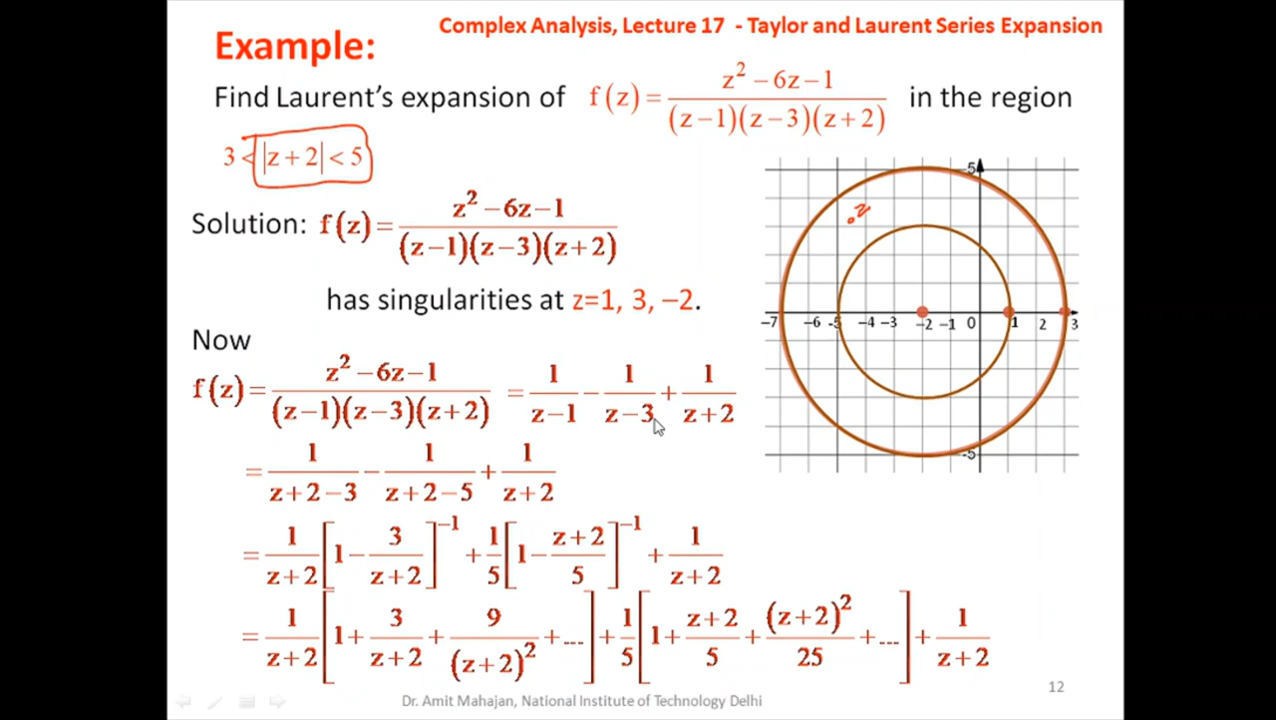 Complex Analysis, Lecture 17 - Taylor and Laurent Series Expansion
Example:
Find Laurent's expansion of f(z) = (z² − 6z − 1) / ((z−1)(z−3)(z+2)) in the region
3 < |z+2| < 5
Solution: f(z) = (z² − 6z − 1) / ((z−1)(z−3)(z+2))
has singularities at z=1, 3, −2.
Now
f(z) = (z² − 6z − 1) / ((z−1)(z−3)(z+2)) = 1/(z−1) − 1/(z−3) + 1/(z+2)
= 1/(z+2−3) − 1/(z+2−5) + 1/(z+2)
= 1/(z+2) [1 − 3/(z+2)]⁻¹ + 1/5 [1 − (z+2)/5]⁻¹ + 1/(z+2)
= 1/(z+2) [1 + 3/(z+2) + 9/(z+2)² + ...] + 1/5 [1 + (z+2)/5 + (z+2)²/25 + ...] + 1/(z+2)
5
.z
−7 −6 -5 −4 −3 −2 −1 0 1 2 3
-5
Dr. Amit Mahajan, National Institute of Technology Delhi
12